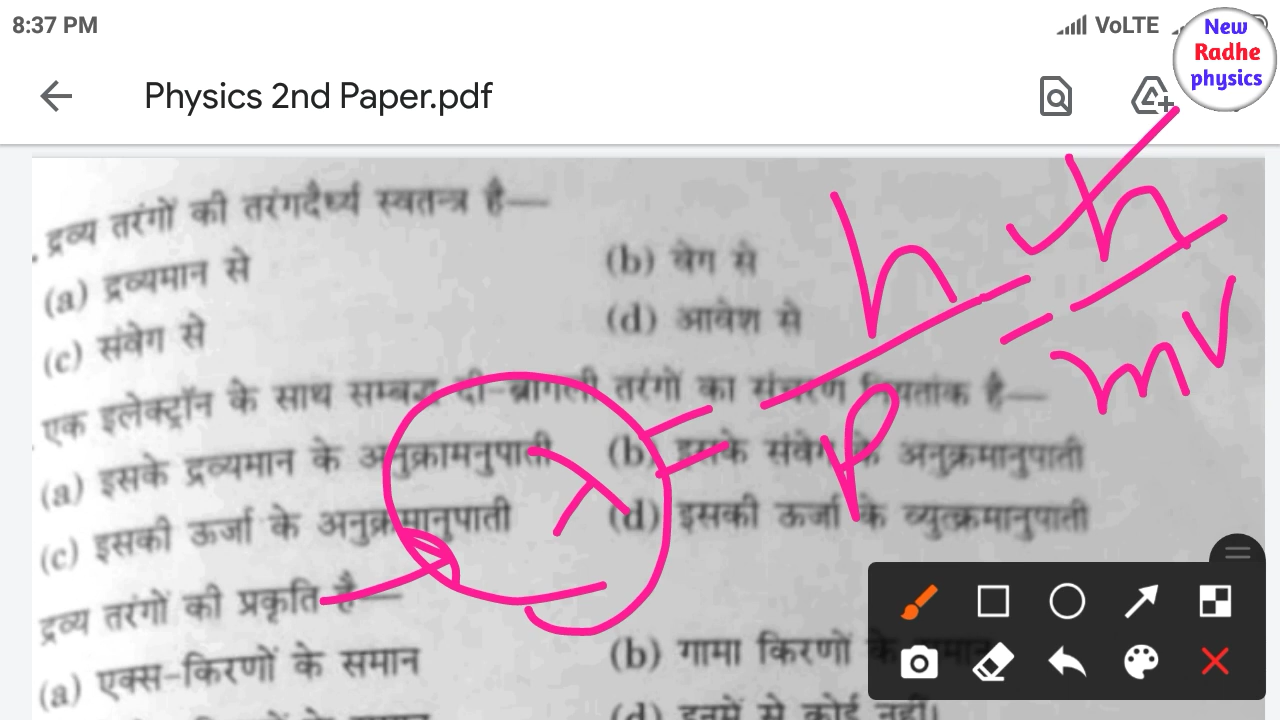 8:37 PM VoLTE
New
Radhe
physics
Physics 2nd Paper.pdf
द्रव्य तरंगों की तरंगदैर्ध्य स्वतन्त्र है—
(a) द्रव्यमान से (b) वेग से
(c) संवेग से (d) आवेश से
एक इलेक्ट्रॉन के साथ सम्बद्ध दी-ब्रागली तरंगों का संचरण नियतांक है—
(a) इसके द्रव्यमान के अनुक्रामनुपाती (b) इसके संवेग के अनुक्रमानुपाती
(c) इसकी ऊर्जा के अनुक्रमानुपाती (d) इसकी ऊर्जा के व्युत्क्रमानुपाती
द्रव्य तरंगों की प्रकृति है—
(a) एक्स-किरणों के समान (b) गामा किरणों के समान
(d) इनमें से कोई नहीं।
λ = h / p = h / mv